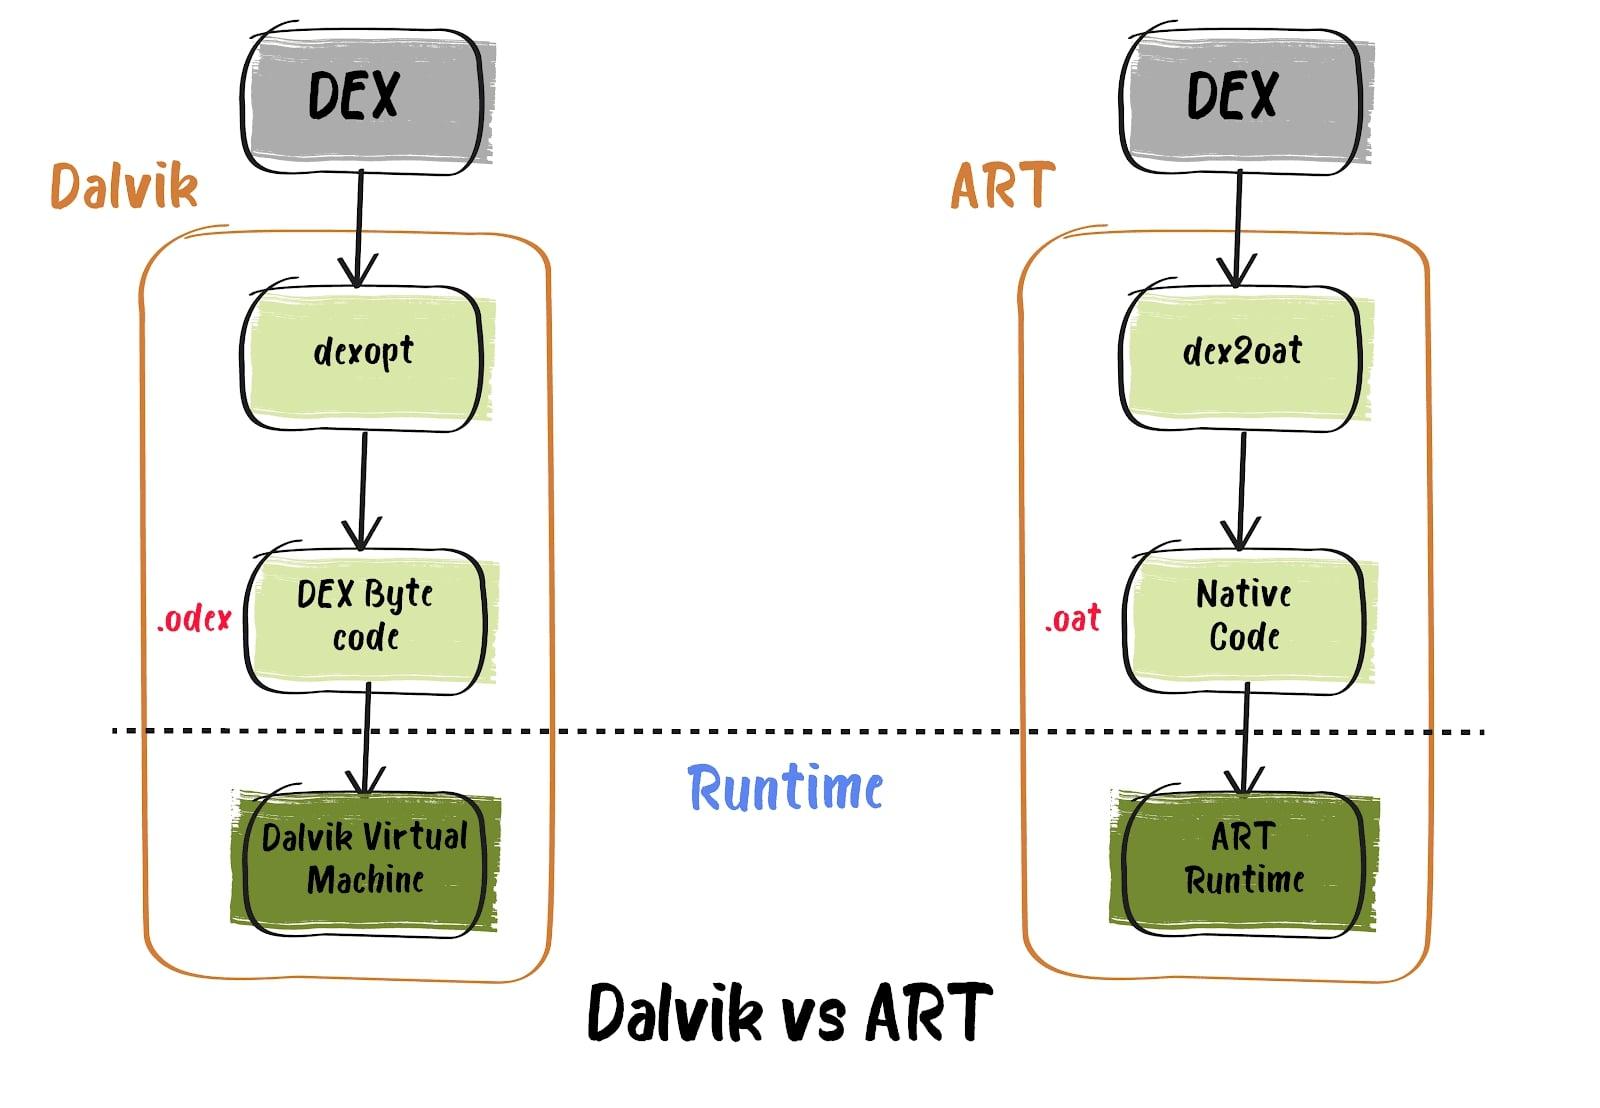 DEX
Dalvik
dexopt
.odex
DEX Byte
code
Dalvik Virtual
Machine
DEX
ART
dex2oat
.oat
Native
Code
ART
Runtime
Runtime
Dalvik vs ART